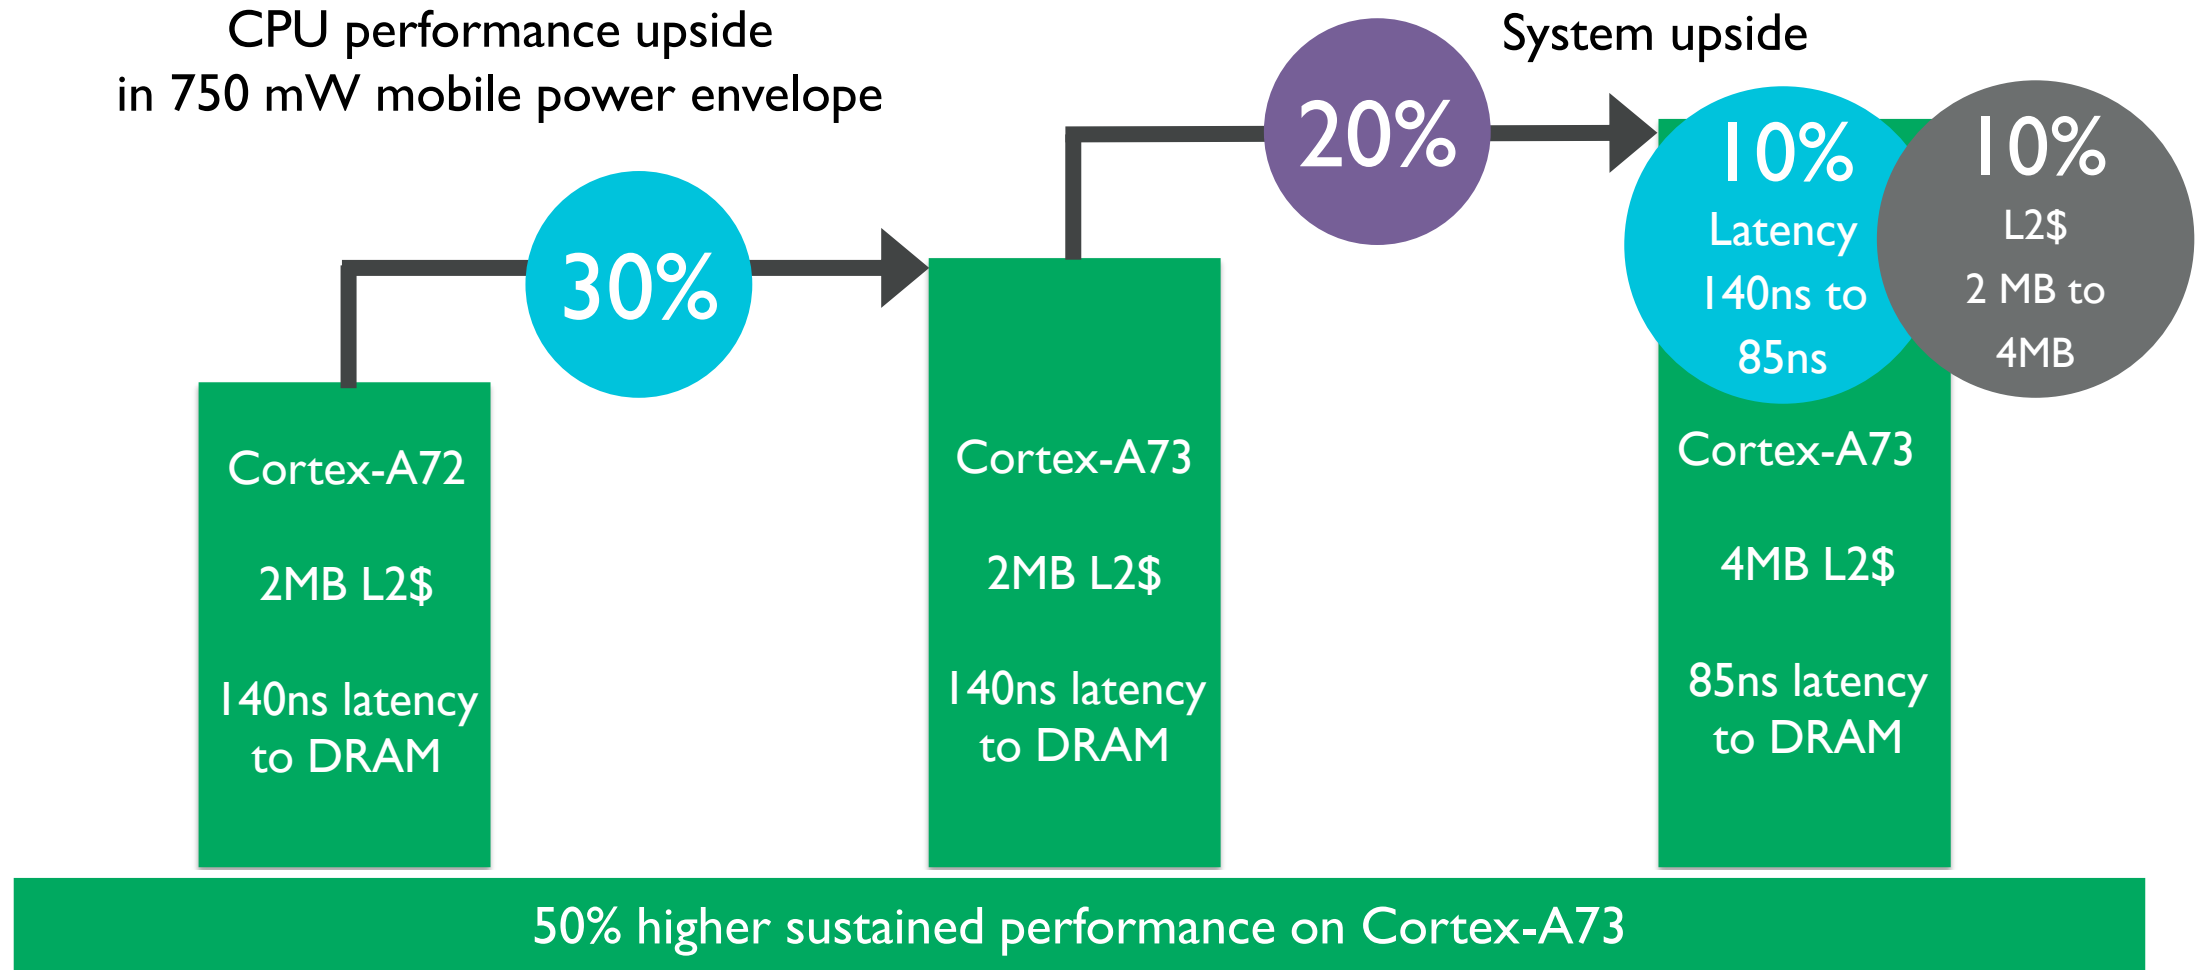 CPU performance upside
in 750 mW mobile power envelope
System upside
30%
20%
10%
Latency
140ns to
85ns
10%
L2$
2 MB to
4MB
Cortex-A72
2MB L2$
140ns latency
to DRAM
Cortex-A73
2MB L2$
140ns latency
to DRAM
Cortex-A73
4MB L2$
85ns latency
to DRAM
50% higher sustained performance on Cortex-A73